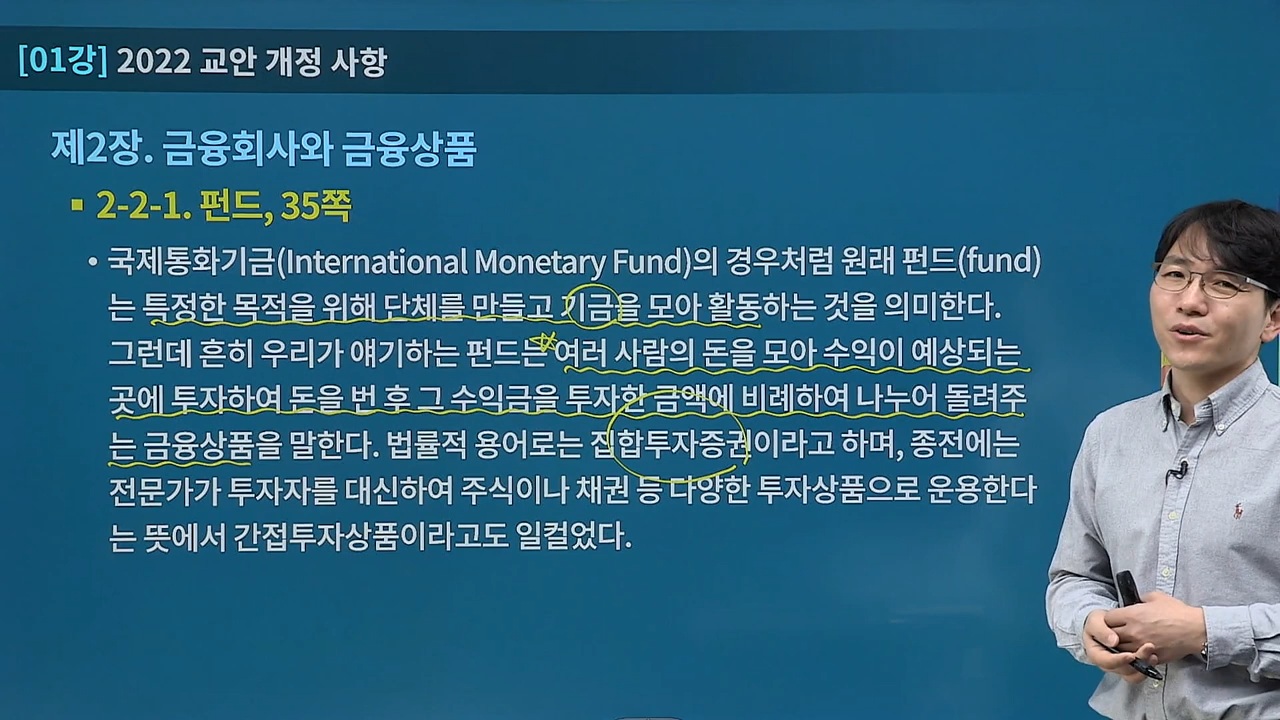 [01강] 2022 교안 개정 사항
제2장. 금융회사와 금융상품
▪ 2-2-1. 펀드, 35쪽
• 국제통화기금(International Monetary Fund)의 경우처럼 원래 펀드(fund)
는 특정한 목적을 위해 단체를 만들고 기금을 모아 활동하는 것을 의미한다.
그런데 흔히 우리가 얘기하는 펀드는 여러 사람의 돈을 모아 수익이 예상되는
곳에 투자하여 돈을 번 후 그 수익금을 투자한 금액에 비례하여 나누어 돌려주
는 금융상품을 말한다. 법률적 용어로는 집합투자증권이라고 하며, 종전에는
전문가가 투자자를 대신하여 주식이나 채권 등 다양한 투자상품으로 운용한다
는 뜻에서 간접투자상품이라고도 일컬었다.